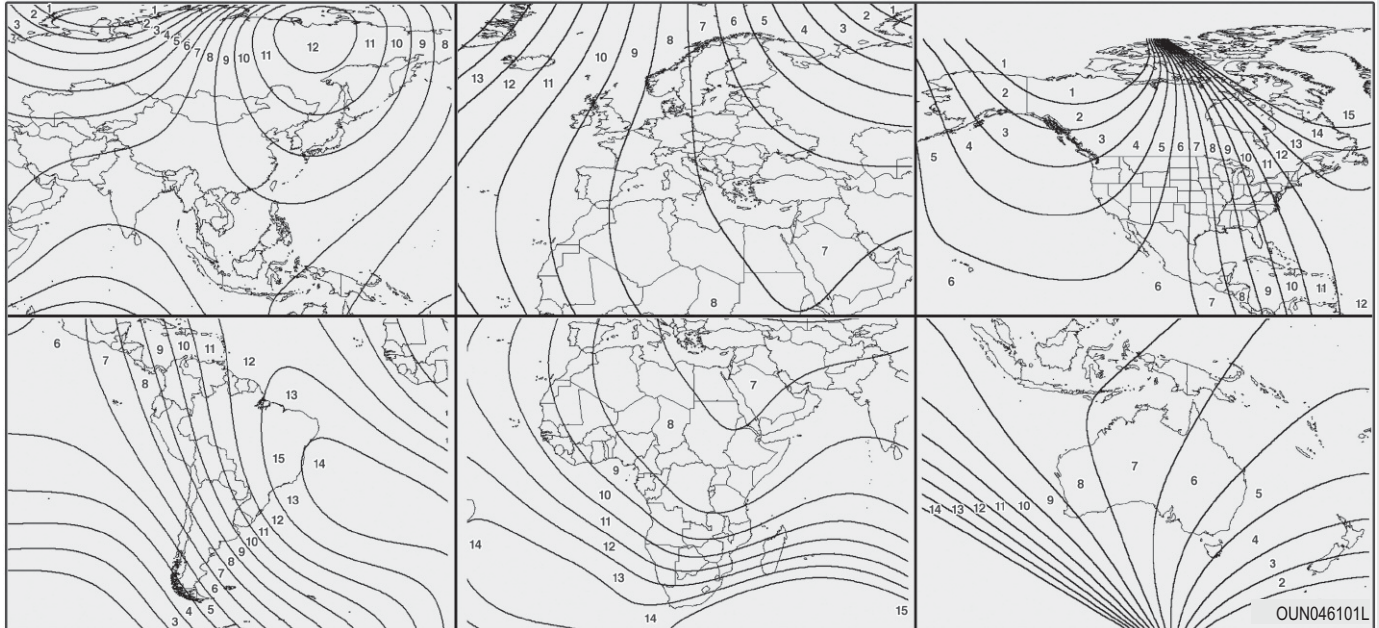 1 2 3 1 2 3 4 5 6 7 8 9 10 11 12 11 10 9 8
13 12 11 10 9 8 7 6 5 4 3 2 1
1 2 3 4 5 1 2 3 4 5 6 7 8 9 10 11 12 13 14 15
7 8
6 6 7 8 9 10 11 12
6 7 8 9 10 11 12 13 14 15 13 12 11 10 9 8 7 6 5 4 3
7 8 9 10 11 12 13 14 14 15
14 13 12 11 10 9 8 7 6 5 4 3 2
OUN046101L